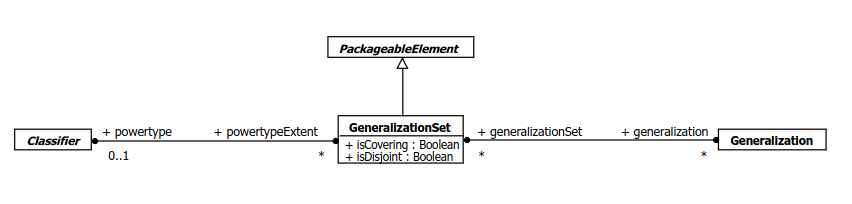 PackageableElement
Classifier
+ powertype
0..1
+ powertypeExtent
*
GeneralizationSet
+ isCovering : Boolean
+ isDisjoint : Boolean
+ generalizationSet
*
+ generalization
*
Generalization